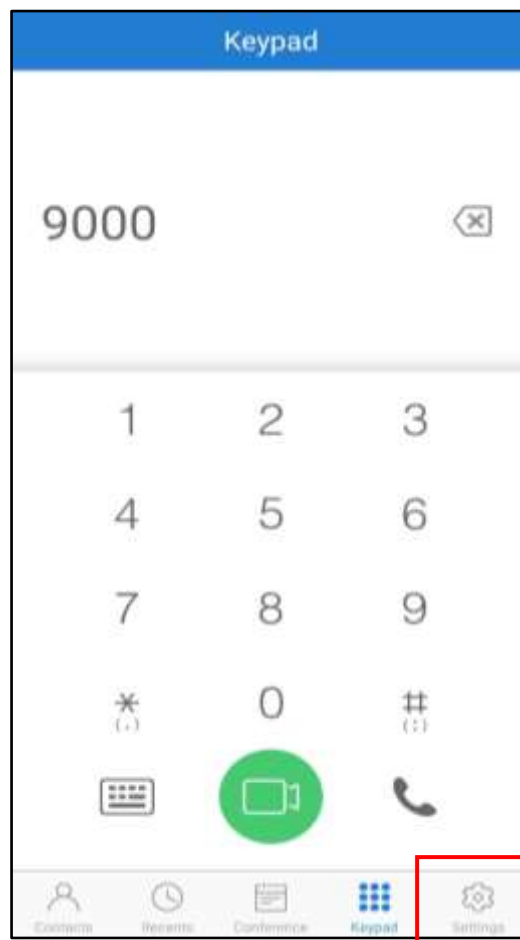 Keypad
9000
1 2 3
4 5 6
7 8 9
* 0 #
(,) (;)
Contacts Recents Conference Keypad Settings